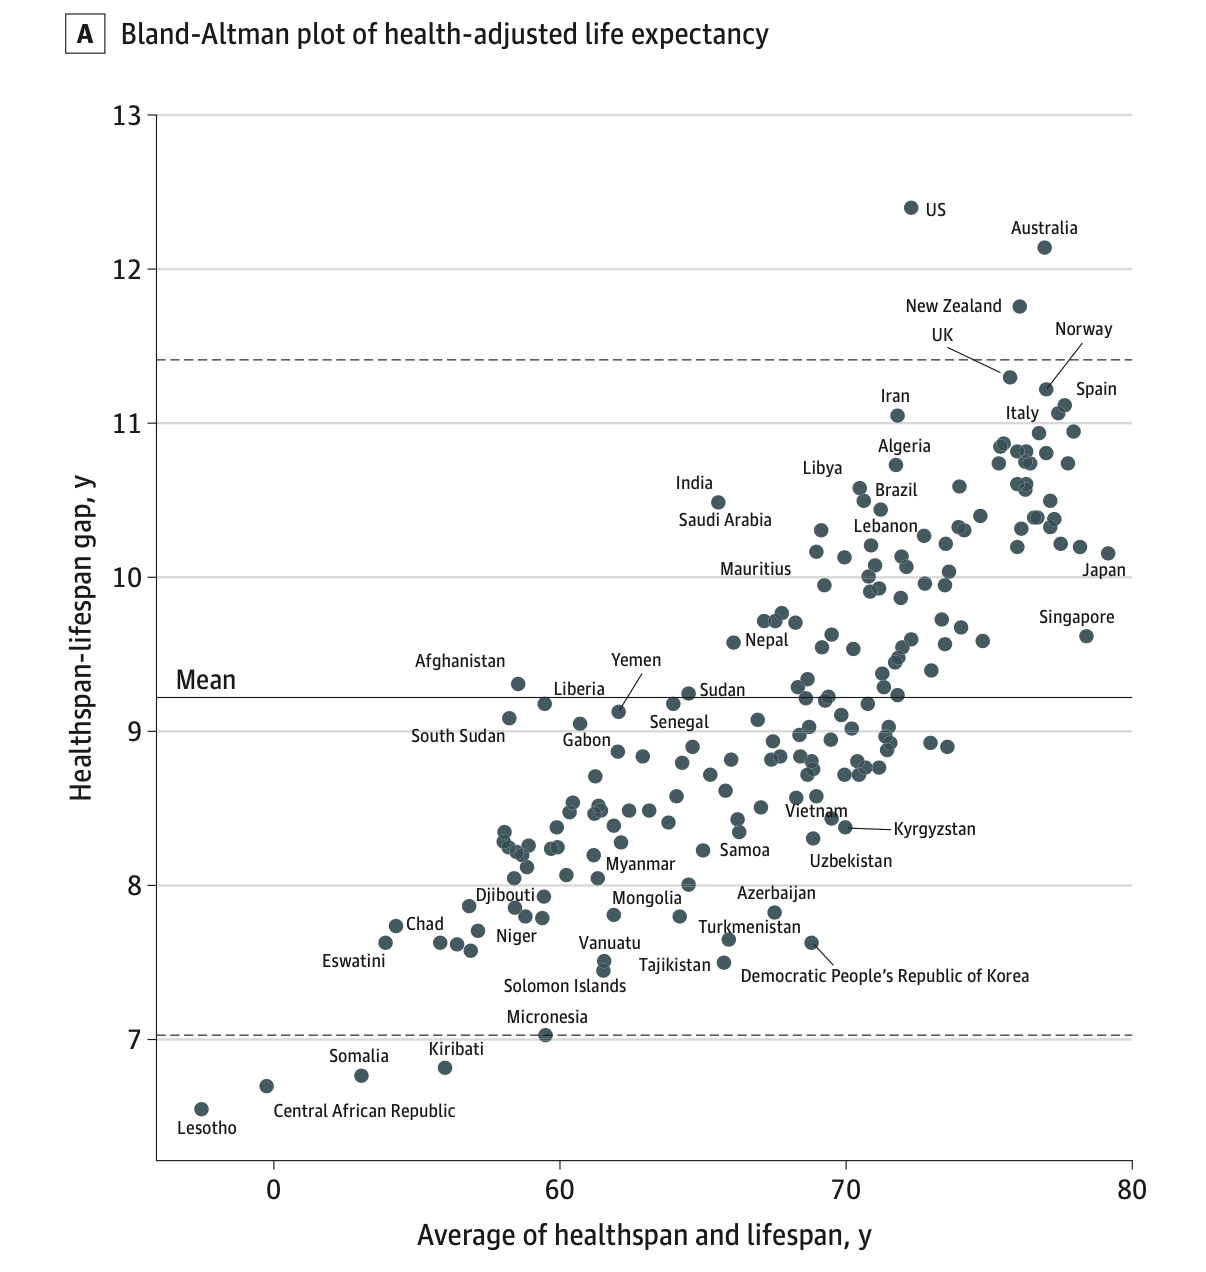 A Bland-Altman plot of health-adjusted life expectancy
13
US
Australia
12
New Zealand
UK
Norway
Spain
Iran
Italy
11
Algeria
Libya
India
Brazil
Saudi Arabia
Lebanon
Mauritius
Japan
10
Singapore
Nepal
Afghanistan
Yemen
Mean
Liberia
Sudan
Senegal
South Sudan
Gabon
9
Vietnam
Kyrgyzstan
Samoa
Uzbekistan
Myanmar
8
Djibouti
Mongolia
Azerbaijan
Chad
Turkmenistan
Niger
Vanuatu
Eswatini
Tajikistan
Democratic People's Republic of Korea
Solomon Islands
Micronesia
7
Kiribati
Somalia
Central African Republic
Lesotho
Healthspan-lifespan gap, y
0
60
70
80
Average of healthspan and lifespan, y